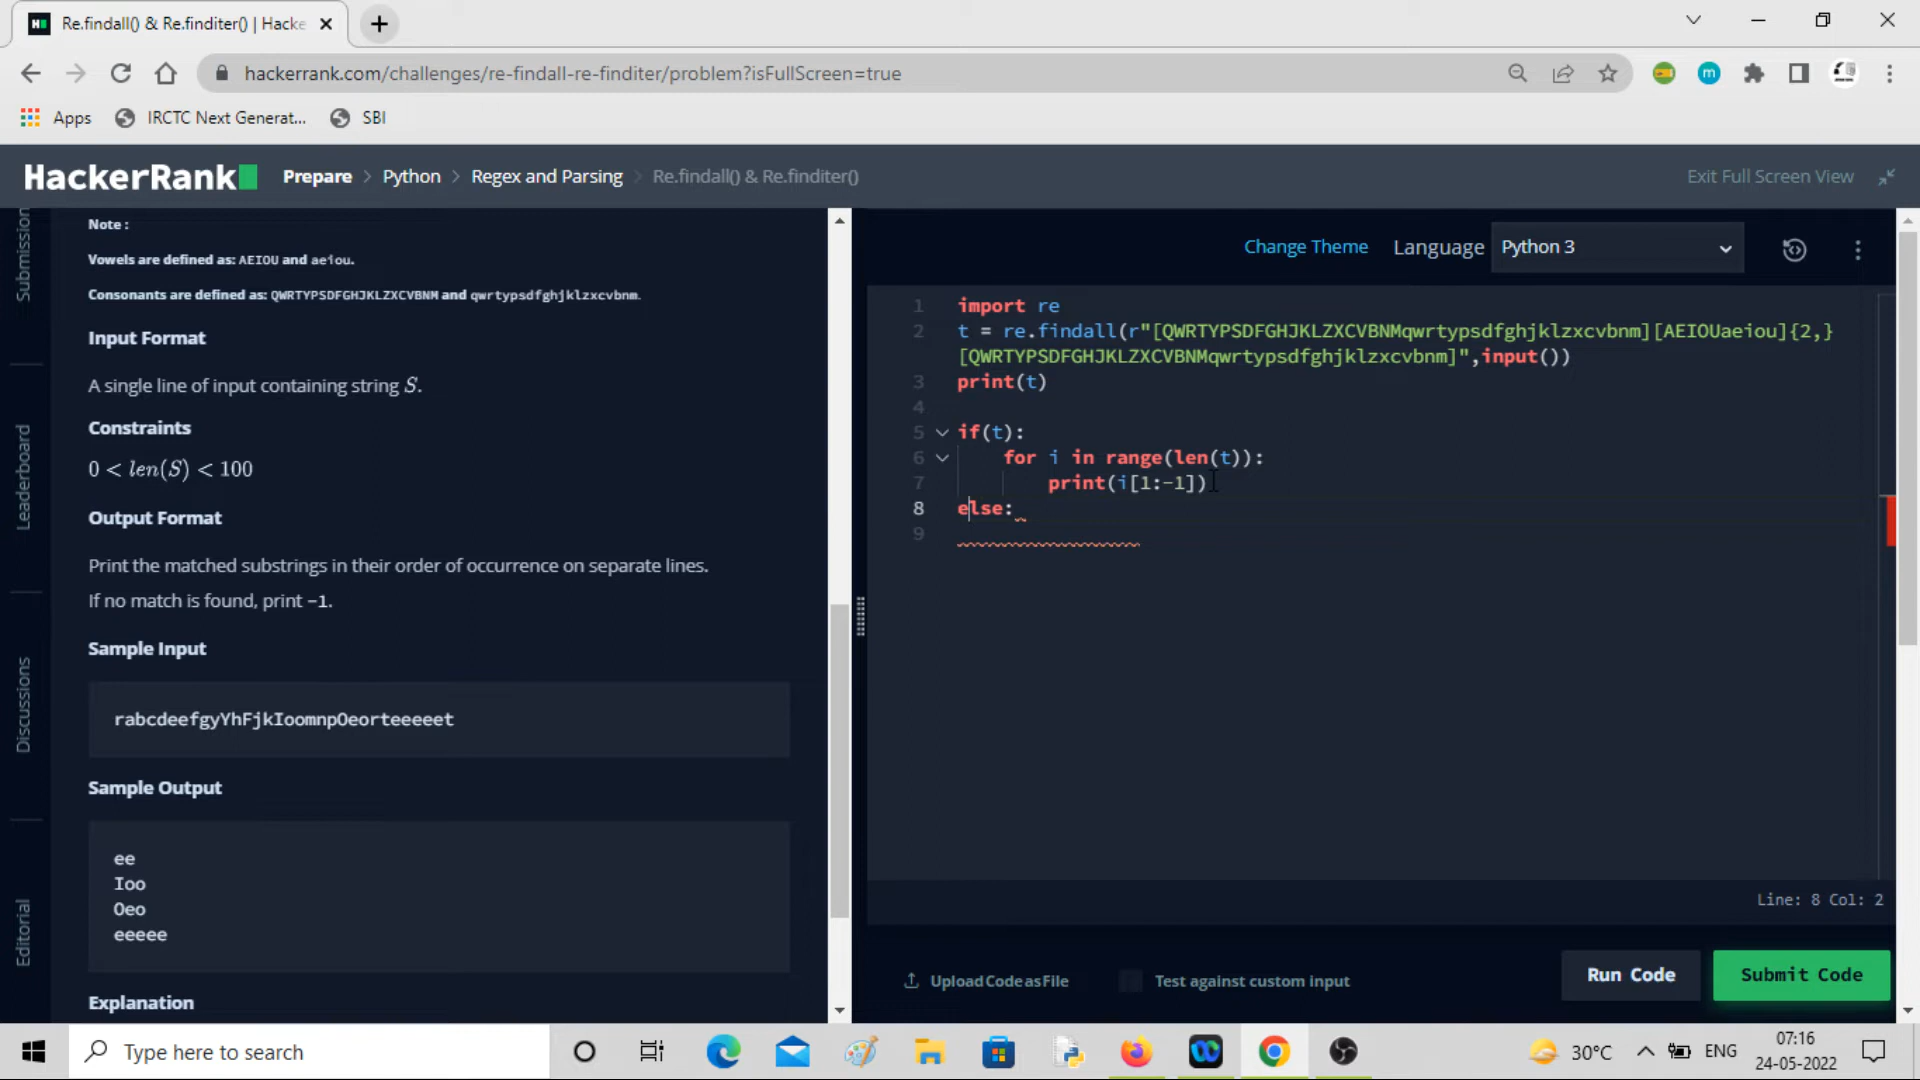 Re.findall() & Re.finditer() | Hacke
hackerrank.com/challenges/re-findall-re-finditer/problem?isFullScreen=true
m
Apps
IRCTC Next Generat...
SBI
HackerRank
Prepare > Python > Regex and Parsing > Re.findall() & Re.finditer()
Exit Full Screen View
Submission
Leaderboard
Discussions
Editorial
Note :
Vowels are defined as: AEIOU and aeiou.
Consonants are defined as: QWRTYPSDFGHJKLZXCVBNM and qwrtypsdfghjklzxcvbnm.
Input Format
A single line of input containing string S.
Constraints
0 < len(S) < 100
Output Format
Print the matched substrings in their order of occurrence on separate lines.
If no match is found, print -1.
Sample Input
rabcdeefgyYhFjkIoomnpOeorteeeeet
Sample Output
ee
Ioo
Oeo
eeeee
Explanation
Change Theme Language Python 3
1 import re
2 t = re.findall(r"[QWRTYPSDFGHJKLZXCVBNMqwrtypsdfghjklzxcvbnm][AEIOUaeiou]{2,}
[QWRTYPSDFGHJKLZXCVBNMqwrtypsdfghjklzxcvbnm]",input())
3 print(t)
4
5 if(t):
6 for i in range(len(t)):
7 print(i[1:-1])
8 else:
9
Line: 8 Col: 2
Upload Code as File
Test against custom input
Run Code
Submit Code
Type here to search
30°C
ENG
07:16
24-05-2022